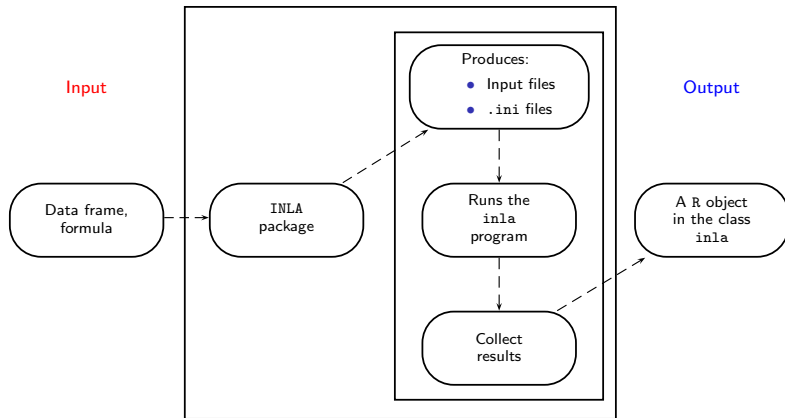 Input
Data frame,
formula
INLA
package
Produces:
• Input files
• .ini files
Runs the
inla
program
Collect
results
Output
A R object
in the class
inla